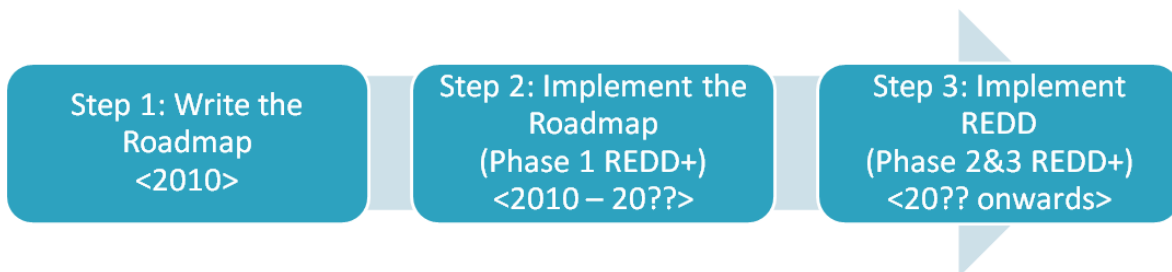 Step 1: Write the
Roadmap
<2010>
Step 2: Implement the
Roadmap
(Phase 1 REDD+)
<2010 – 20??>
Step 3: Implement
REDD
(Phase 2&3 REDD+)
<20?? onwards>